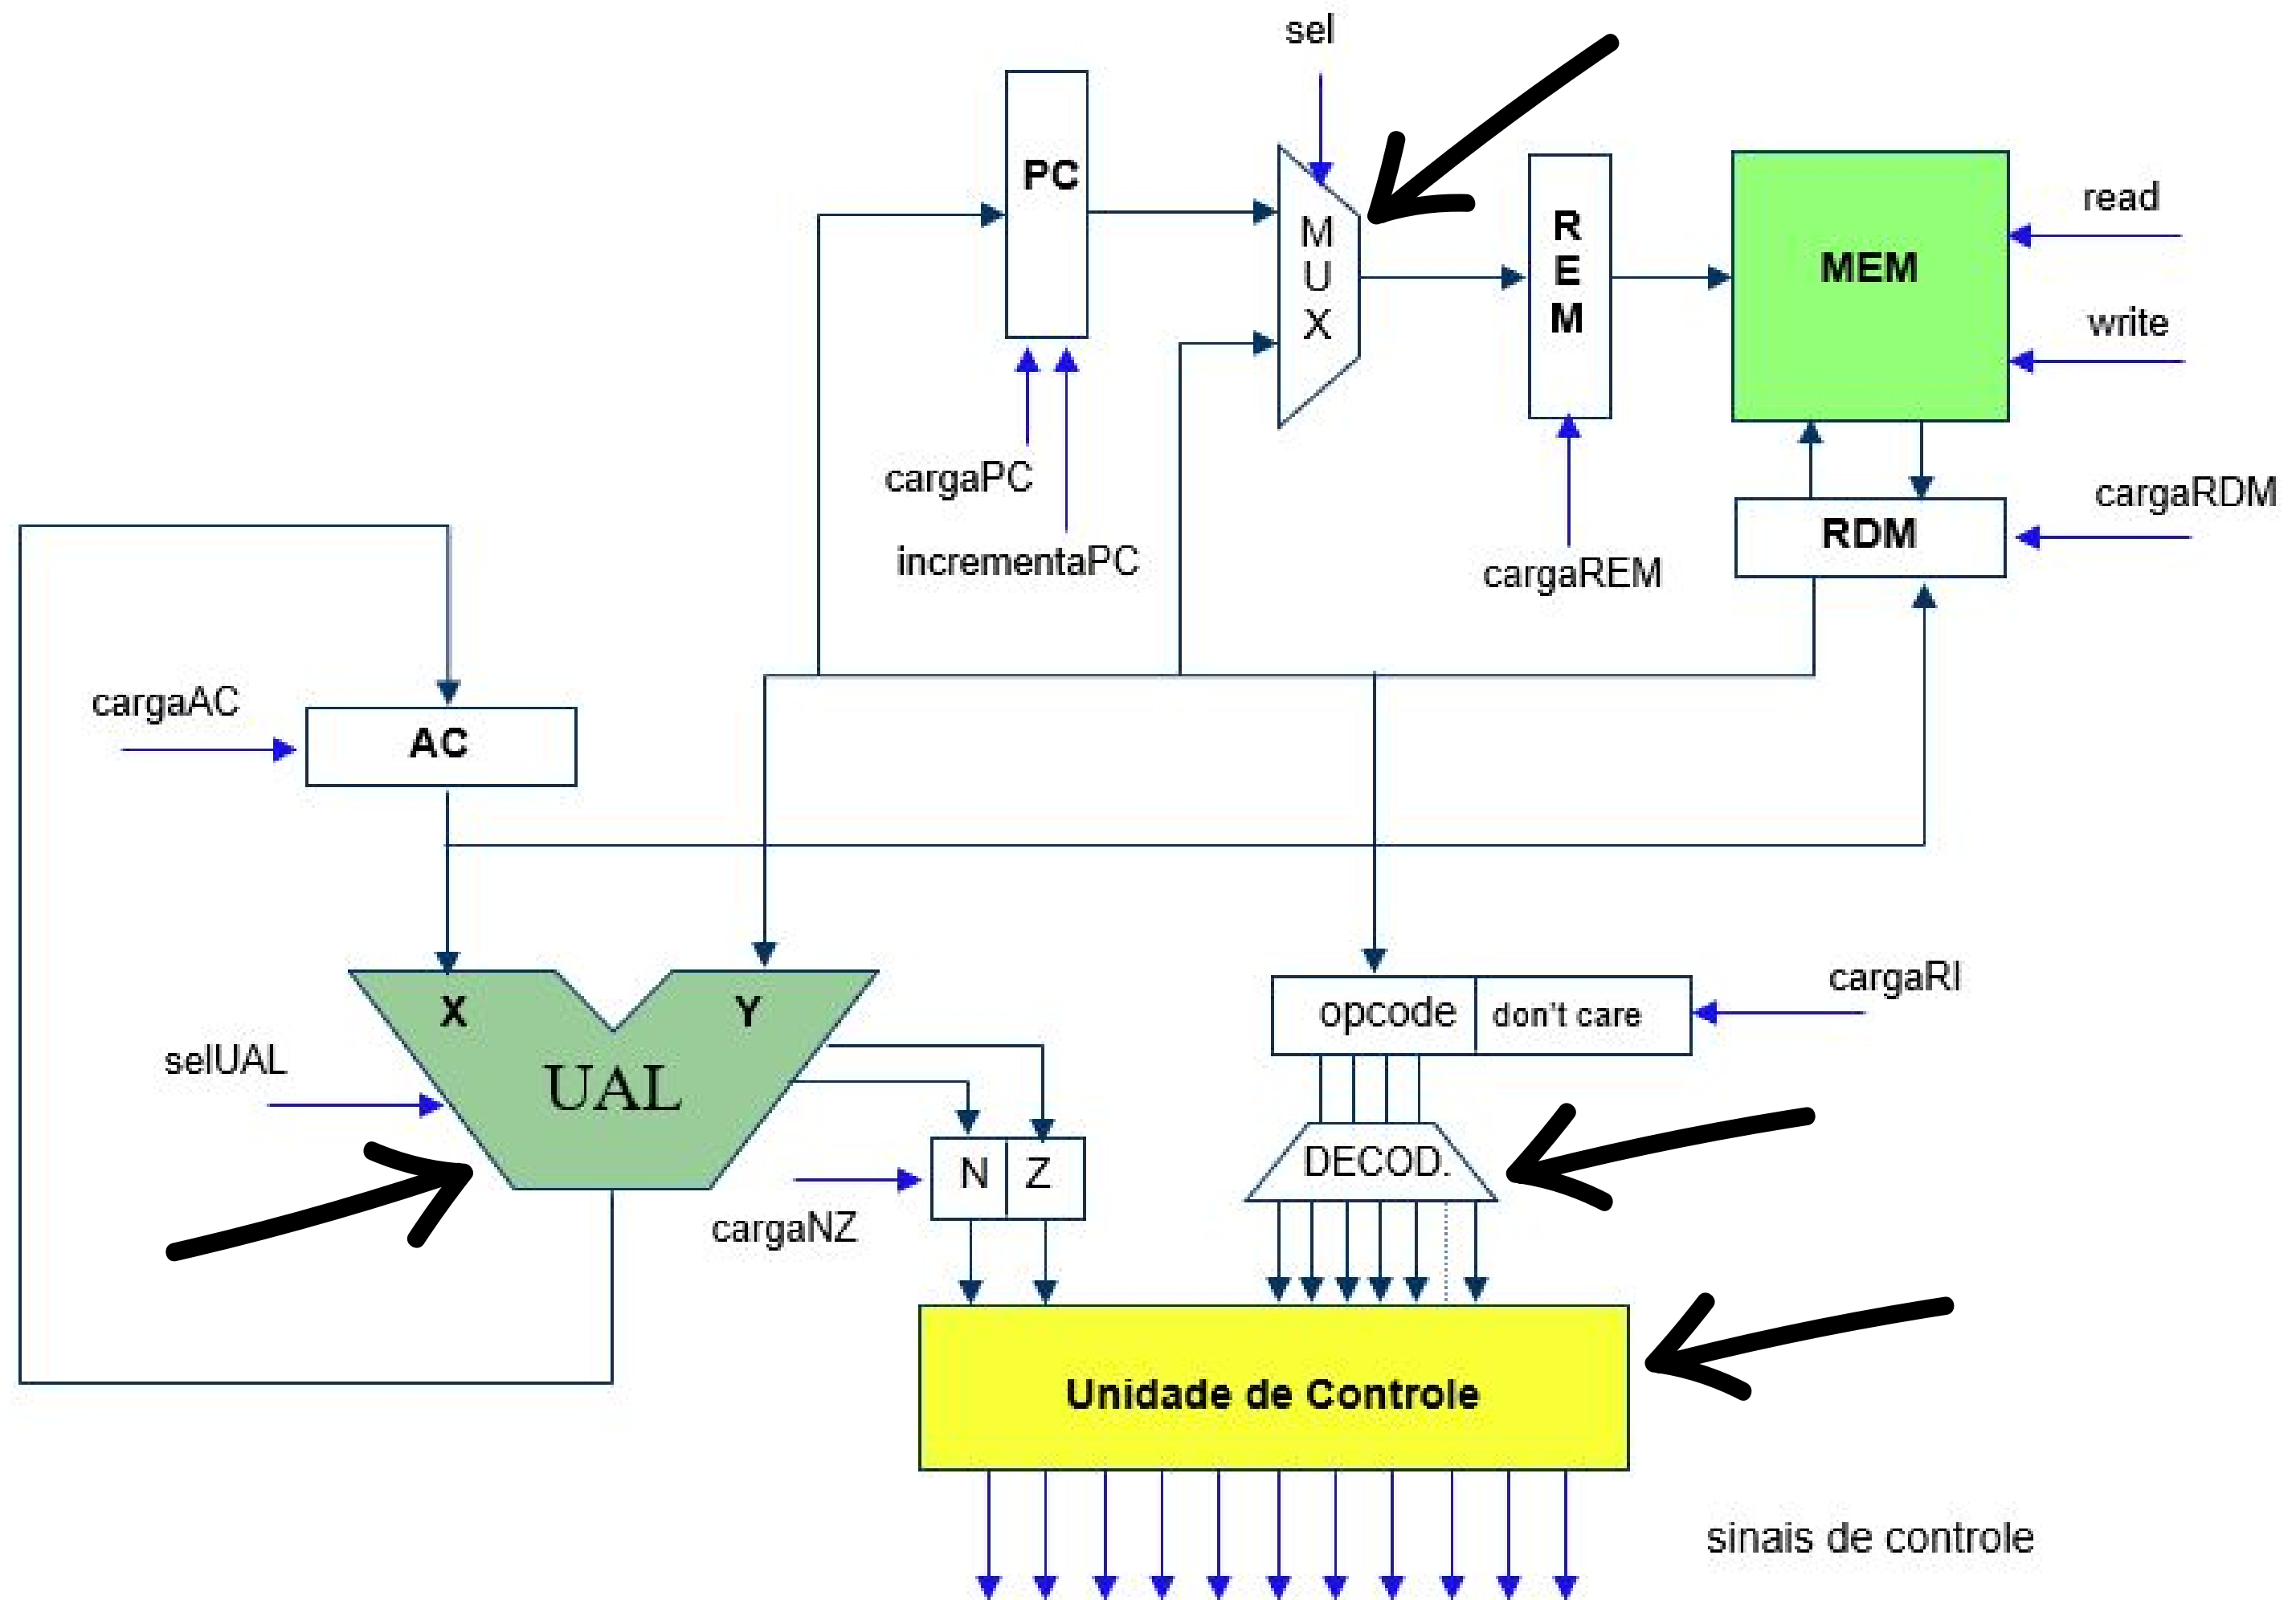 sel
PC
M
U
X
R
E
M
MEM
read
write
cargaPC
incrementaPC
cargaREM
RDM
cargaRDM
cargaAC
AC
X
Y
UAL
selUAL
opcode
don't care
cargaRI
N
Z
cargaNZ
DECOD.
Unidade de Controle
sinais de controle